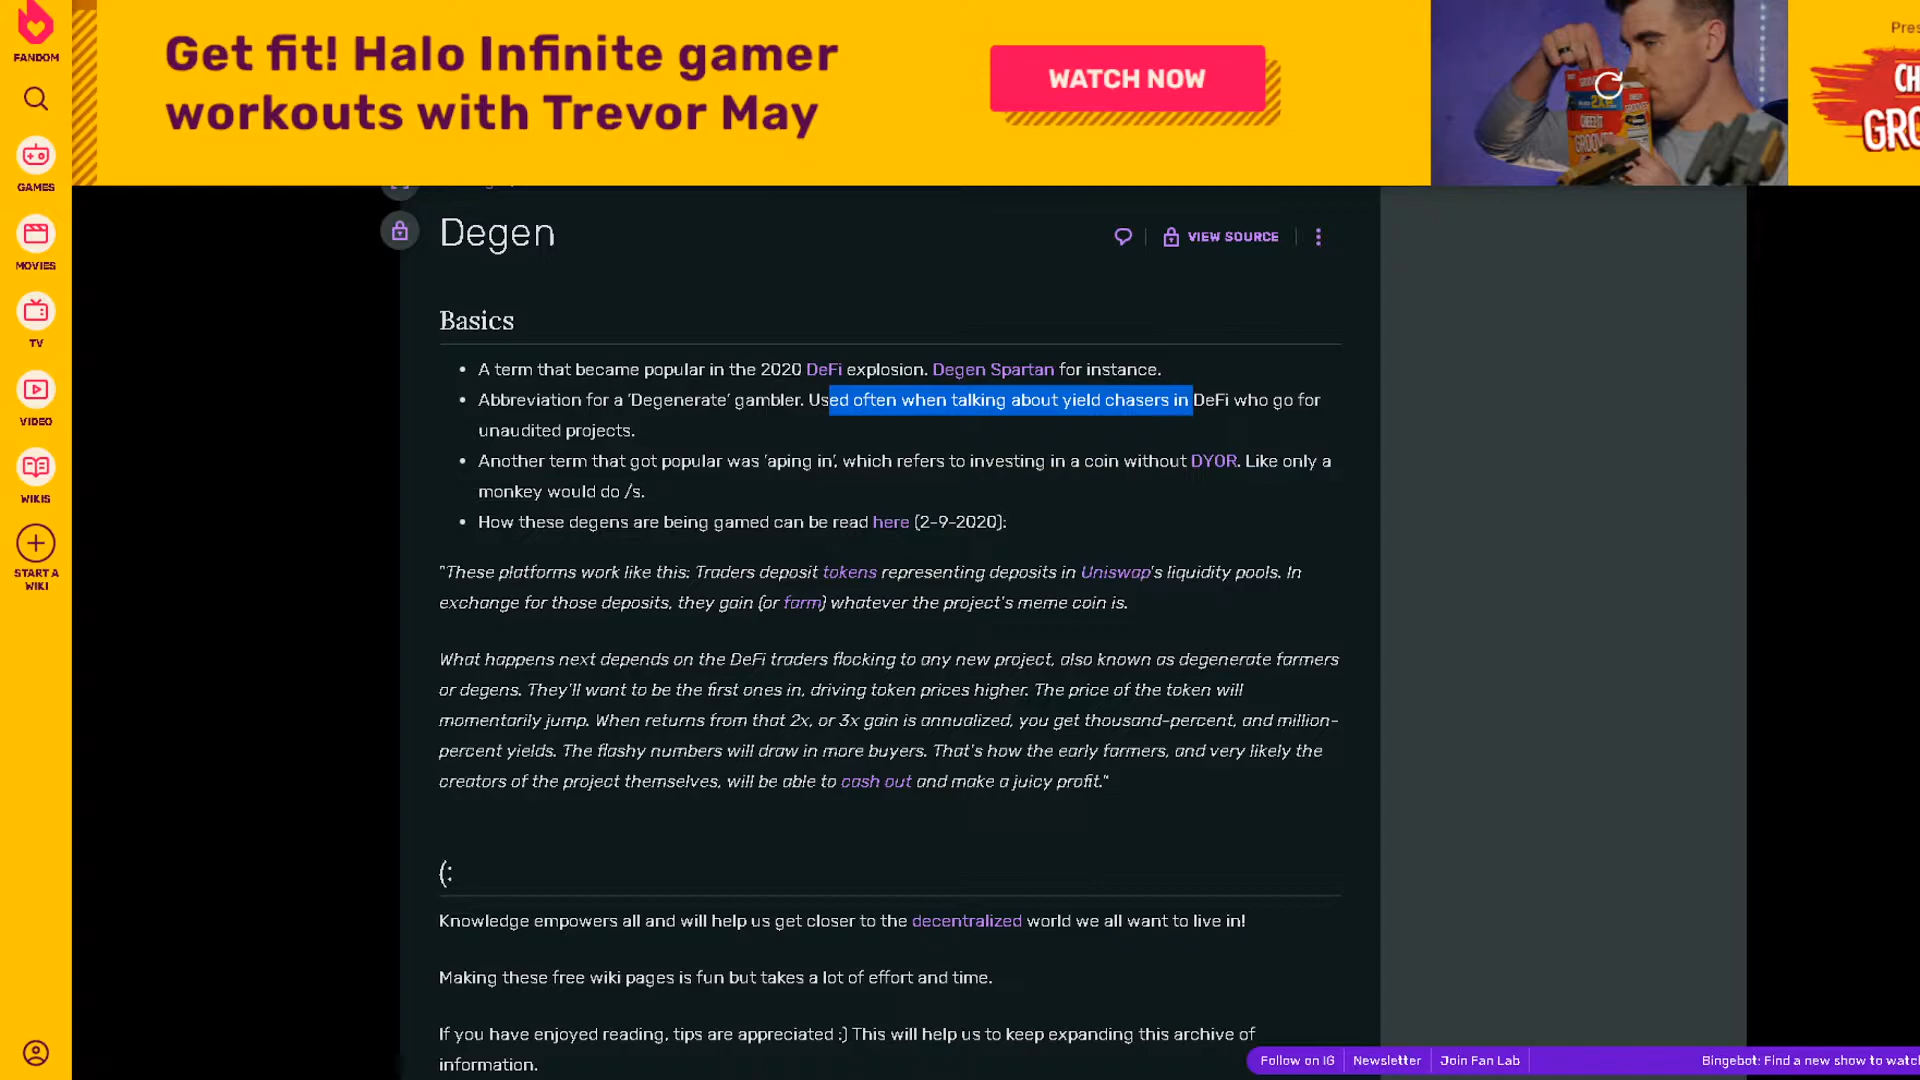 FANDOM
GAMES
MOVIES
TV
VIDEO
WIKIS
START A
WIKI
Get fit! Halo Infinite gamer
workouts with Trevor May
WATCH NOW
2X
GROOVES
Pres
CH
GRO
Degen
VIEW SOURCE
Basics
• A term that became popular in the 2020 DeFi explosion. Degen Spartan for instance.
• Abbreviation for a 'Degenerate' gambler. Used often when talking about yield chasers in DeFi who go for
unaudited projects.
• Another term that got popular was 'aping in', which refers to investing in a coin without DYOR. Like only a
monkey would do /s.
• How these degens are being gamed can be read here (2-9-2020):
"These platforms work like this: Traders deposit tokens representing deposits in Uniswap's liquidity pools. In
exchange for those deposits, they gain (or farm) whatever the project's meme coin is.
What happens next depends on the DeFi traders flocking to any new project, also known as degenerate farmers
or degens. They'll want to be the first ones in, driving token prices higher. The price of the token will
momentarily jump. When returns from that 2x, or 3x gain is annualized, you get thousand-percent, and million-
percent yields. The flashy numbers will draw in more buyers. That's how the early farmers, and very likely the
creators of the project themselves, will be able to cash out and make a juicy profit."
(:
Knowledge empowers all and will help us get closer to the decentralized world we all want to live in!
Making these free wiki pages is fun but takes a lot of effort and time.
If you have enjoyed reading, tips are appreciated :) This will help us to keep expanding this archive of
information.
Follow on IG
Newsletter
Join Fan Lab
Bingebot: Find a new show to watch